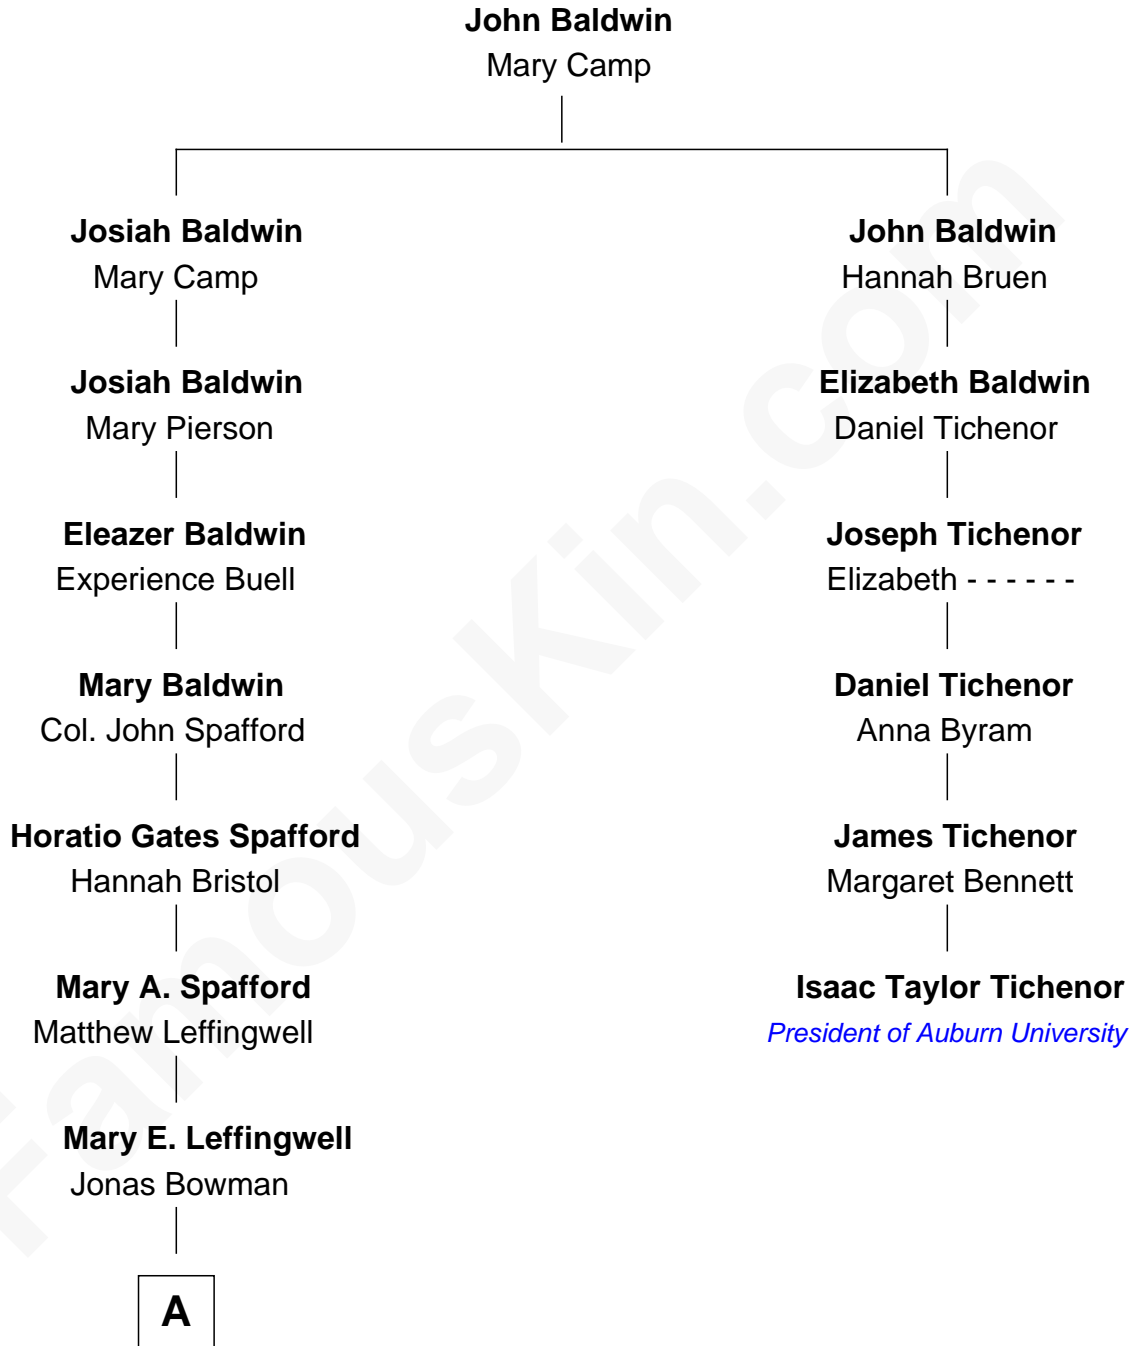 John Baldwin
Mary Camp
Josiah Baldwin
Mary Camp
Josiah Baldwin
Mary Pierson
Eleazer Baldwin
Experience Buell
Mary Baldwin
Col. John Spafford
Horatio Gates Spafford
Hannah Bristol
Mary A. Spafford
Matthew Leffingwell
Mary E. Leffingwell
Jonas Bowman
A
John Baldwin
Hannah Bruen
Elizabeth Baldwin
Daniel Tichenor
Joseph Tichenor
Elizabeth - - - - - -
Daniel Tichenor
Anna Byram
James Tichenor
Margaret Bennett
Isaac Taylor Tichenor
President of Auburn University
FamousKin.com